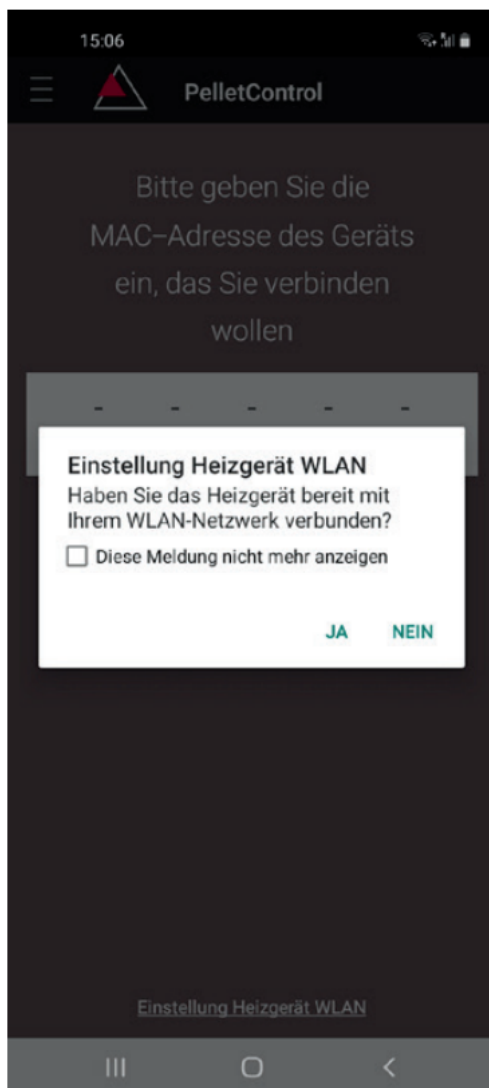 15:06
PelletControl
Bitte geben Sie die
MAC–Adresse des Geräts
ein, das Sie verbinden
wollen
- - - - -
Einstellung Heizgerät WLAN
Haben Sie das Heizgerät bereit mit
Ihrem WLAN-Netzwerk verbunden?
Diese Meldung nicht mehr anzeigen
JA NEIN
Einstellung Heizgerät WLAN